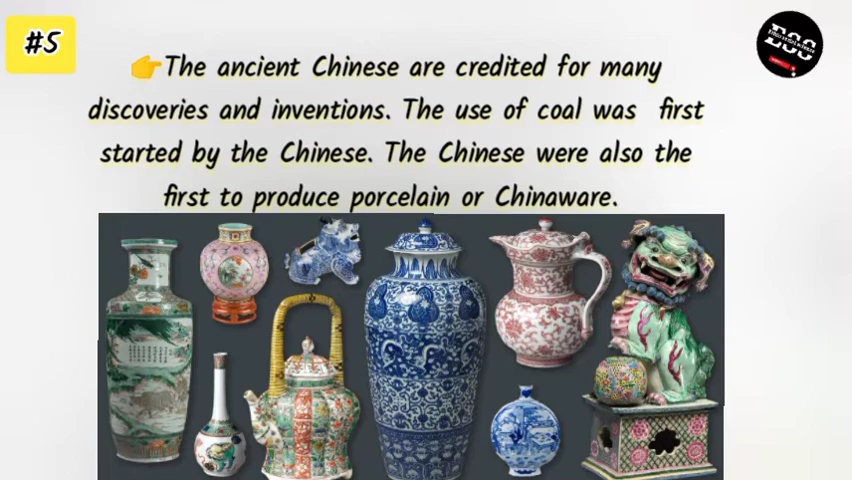 #5
👉The ancient Chinese are credited for many
discoveries and inventions. The use of coal was first
started by the Chinese. The Chinese were also the
first to produce porcelain or Chinaware.